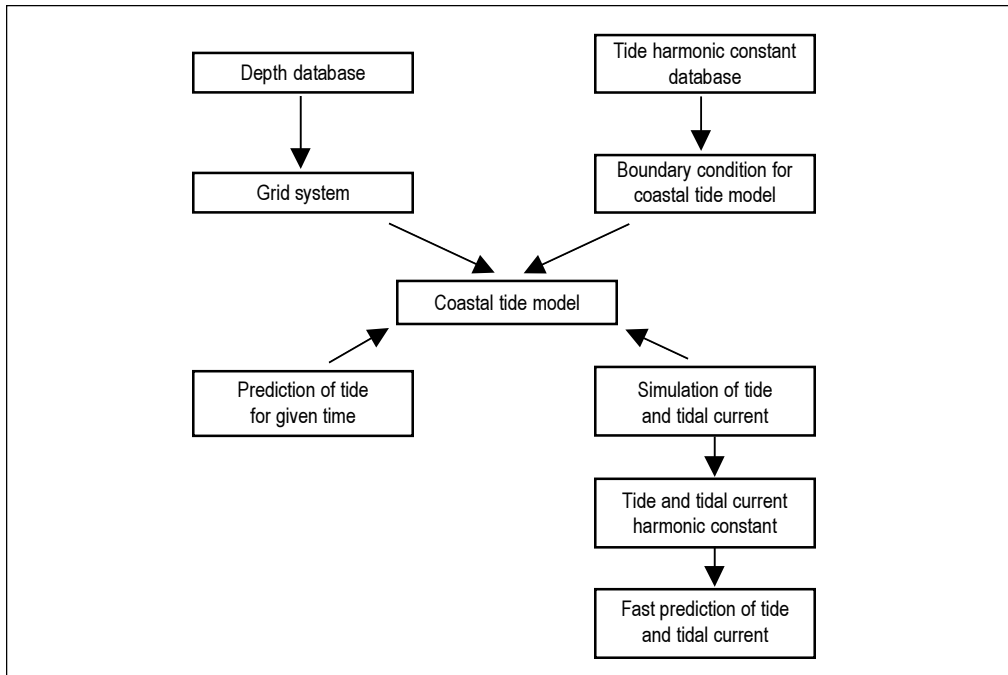 Depth database
Tide harmonic constant
database
Grid system
Boundary condition for
coastal tide model
Coastal tide model
Prediction of tide
for given time
Simulation of tide
and tidal current
Tide and tidal current
harmonic constant
Fast prediction of tide
and tidal current